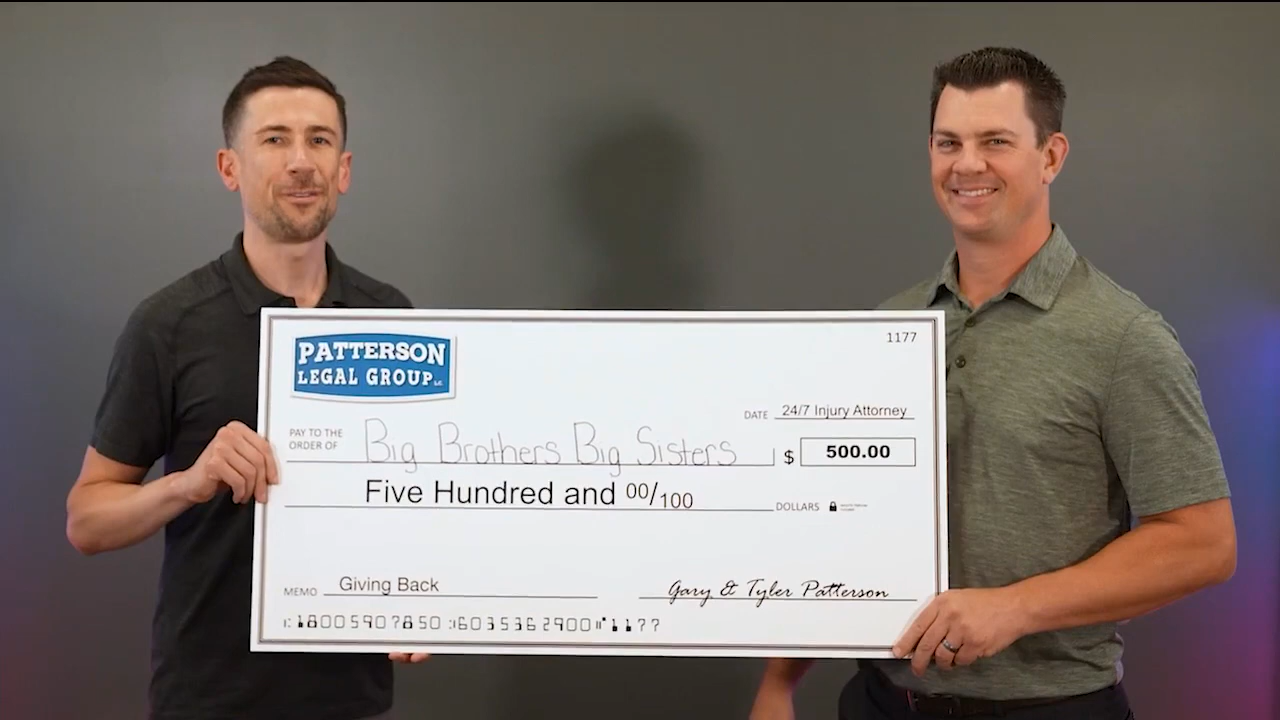 1177
PATTERSON
LEGAL GROUP L.C.
DATE 24/7 Injury Attorney
PAY TO THE
ORDER OF Big Brothers Big Sisters $ 500.00
Five Hundred and 00/100 DOLLARS
MEMO Giving Back Gary & Tyler Patterson
⑆18005907850⑆6035362900⑈1177